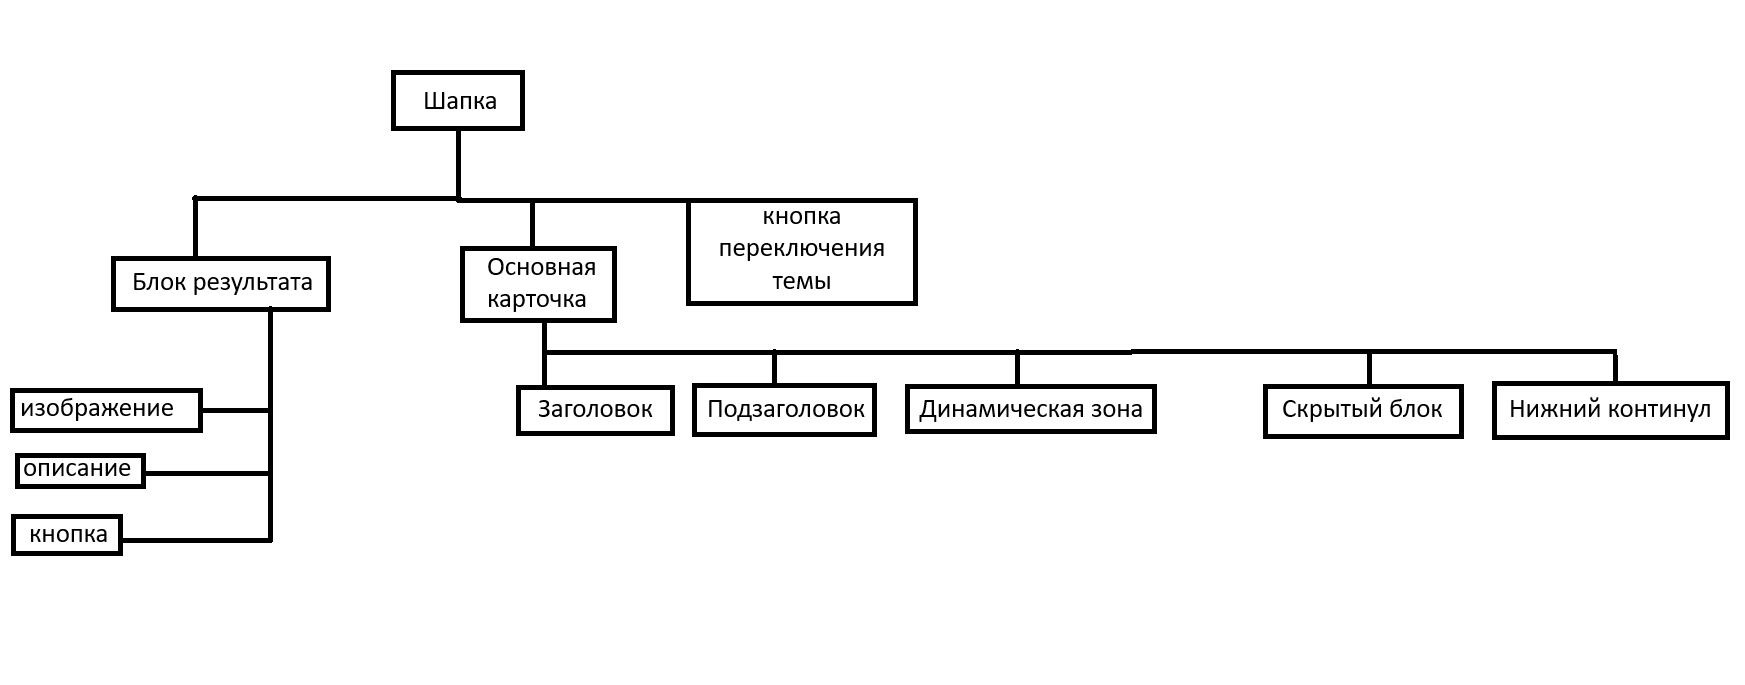 Шапка
Блок результата
Основная
карточка
кнопка
переключения
темы
изображение
описание
кнопка
Заголовок
Подзаголовок
Динамическая зона
Скрытый блок
Нижний континул